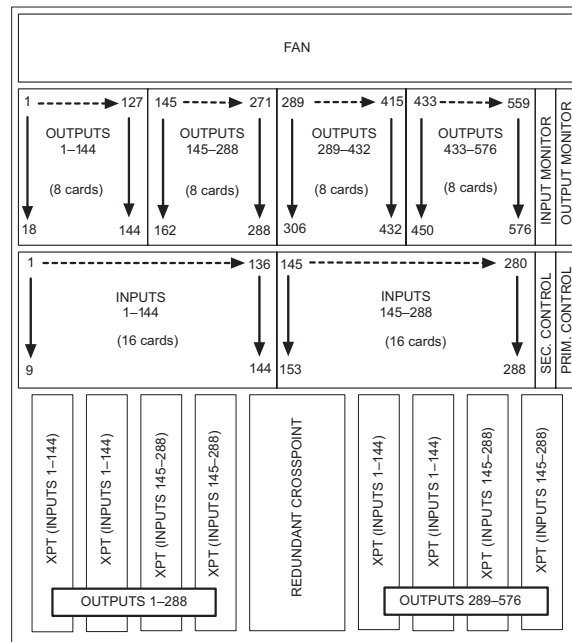 FAN
1 127 145 271 289 415 433 559
OUTPUTS
1–144
(8 cards)
OUTPUTS
145–288
(8 cards)
OUTPUTS
289–432
(8 cards)
OUTPUTS
433–576
(8 cards)
18 144 162 288 306 432 450 576
INPUT MONITOR
OUTPUT MONITOR
1 136 145 280
INPUTS
1–144
(16 cards)
INPUTS
145–288
(16 cards)
9 144 153 288
SEC. CONTROL
PRIM. CONTROL
XPT (INPUTS 1–144)
XPT (INPUTS 1–144)
XPT (INPUTS 145–288)
XPT (INPUTS 145–288)
REDUNDANT CROSSPOINT
XPT (INPUTS 1–144)
XPT (INPUTS 1–144)
XPT (INPUTS 145–288)
XPT (INPUTS 145–288)
OUTPUTS 1–288
OUTPUTS 289–576